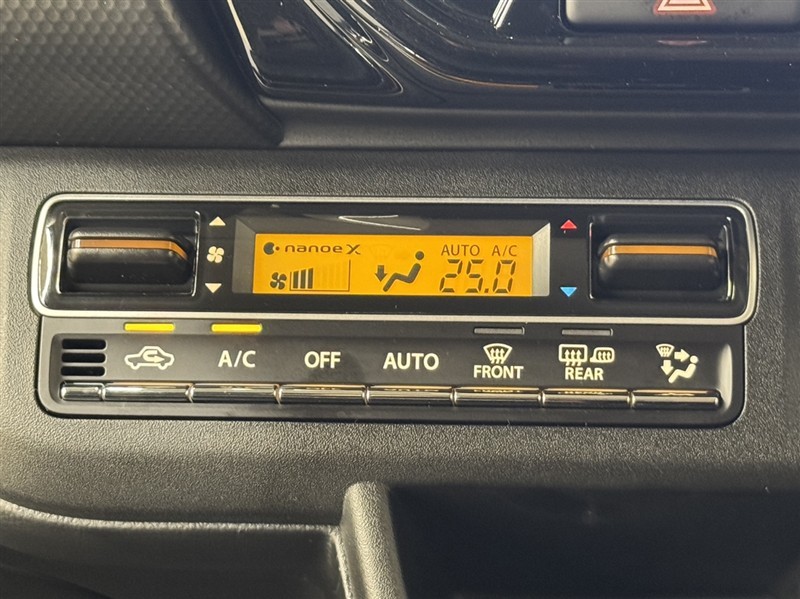 nanoe X
AUTO A/C
25.0
A/C OFF AUTO FRONT REAR